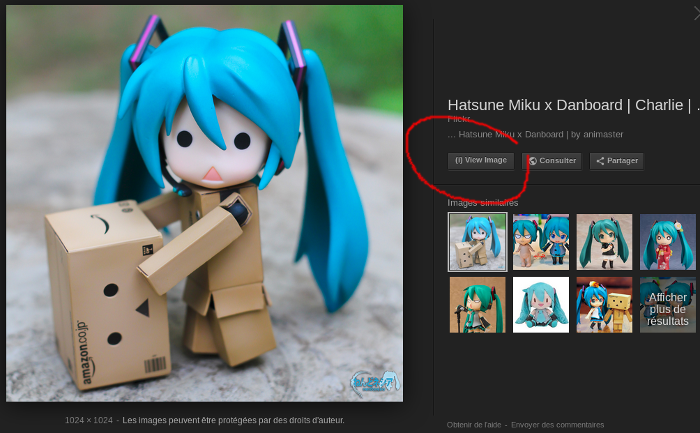 Hatsune Miku x Danboard | Charlie | ...
Flickr
... Hatsune Miku x Danboard | by animaster
(i) View Image
Consulter
Partager
Images similaires
Afficher
plus de
résultats
amazon.co.jp
1024 × 1024 - Les images peuvent être protégées par des droits d'auteur.
Obtenir de l'aide - Envoyer des commentaires